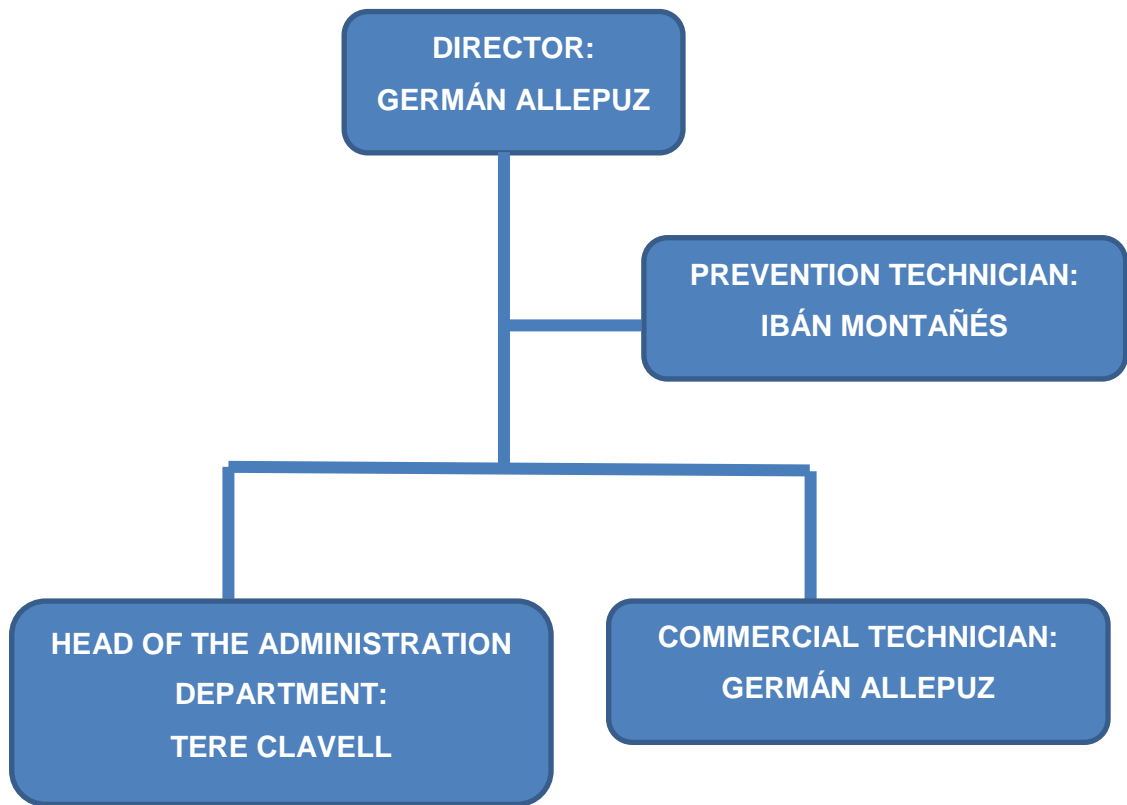 DIRECTOR:
GERMÁN ALLEPUZ
PREVENTION TECHNICIAN:
IBÁN MONTAÑÉS
HEAD OF THE ADMINISTRATION
DEPARTMENT:
TERE CLAVELL
COMMERCIAL TECHNICIAN:
GERMÁN ALLEPUZ